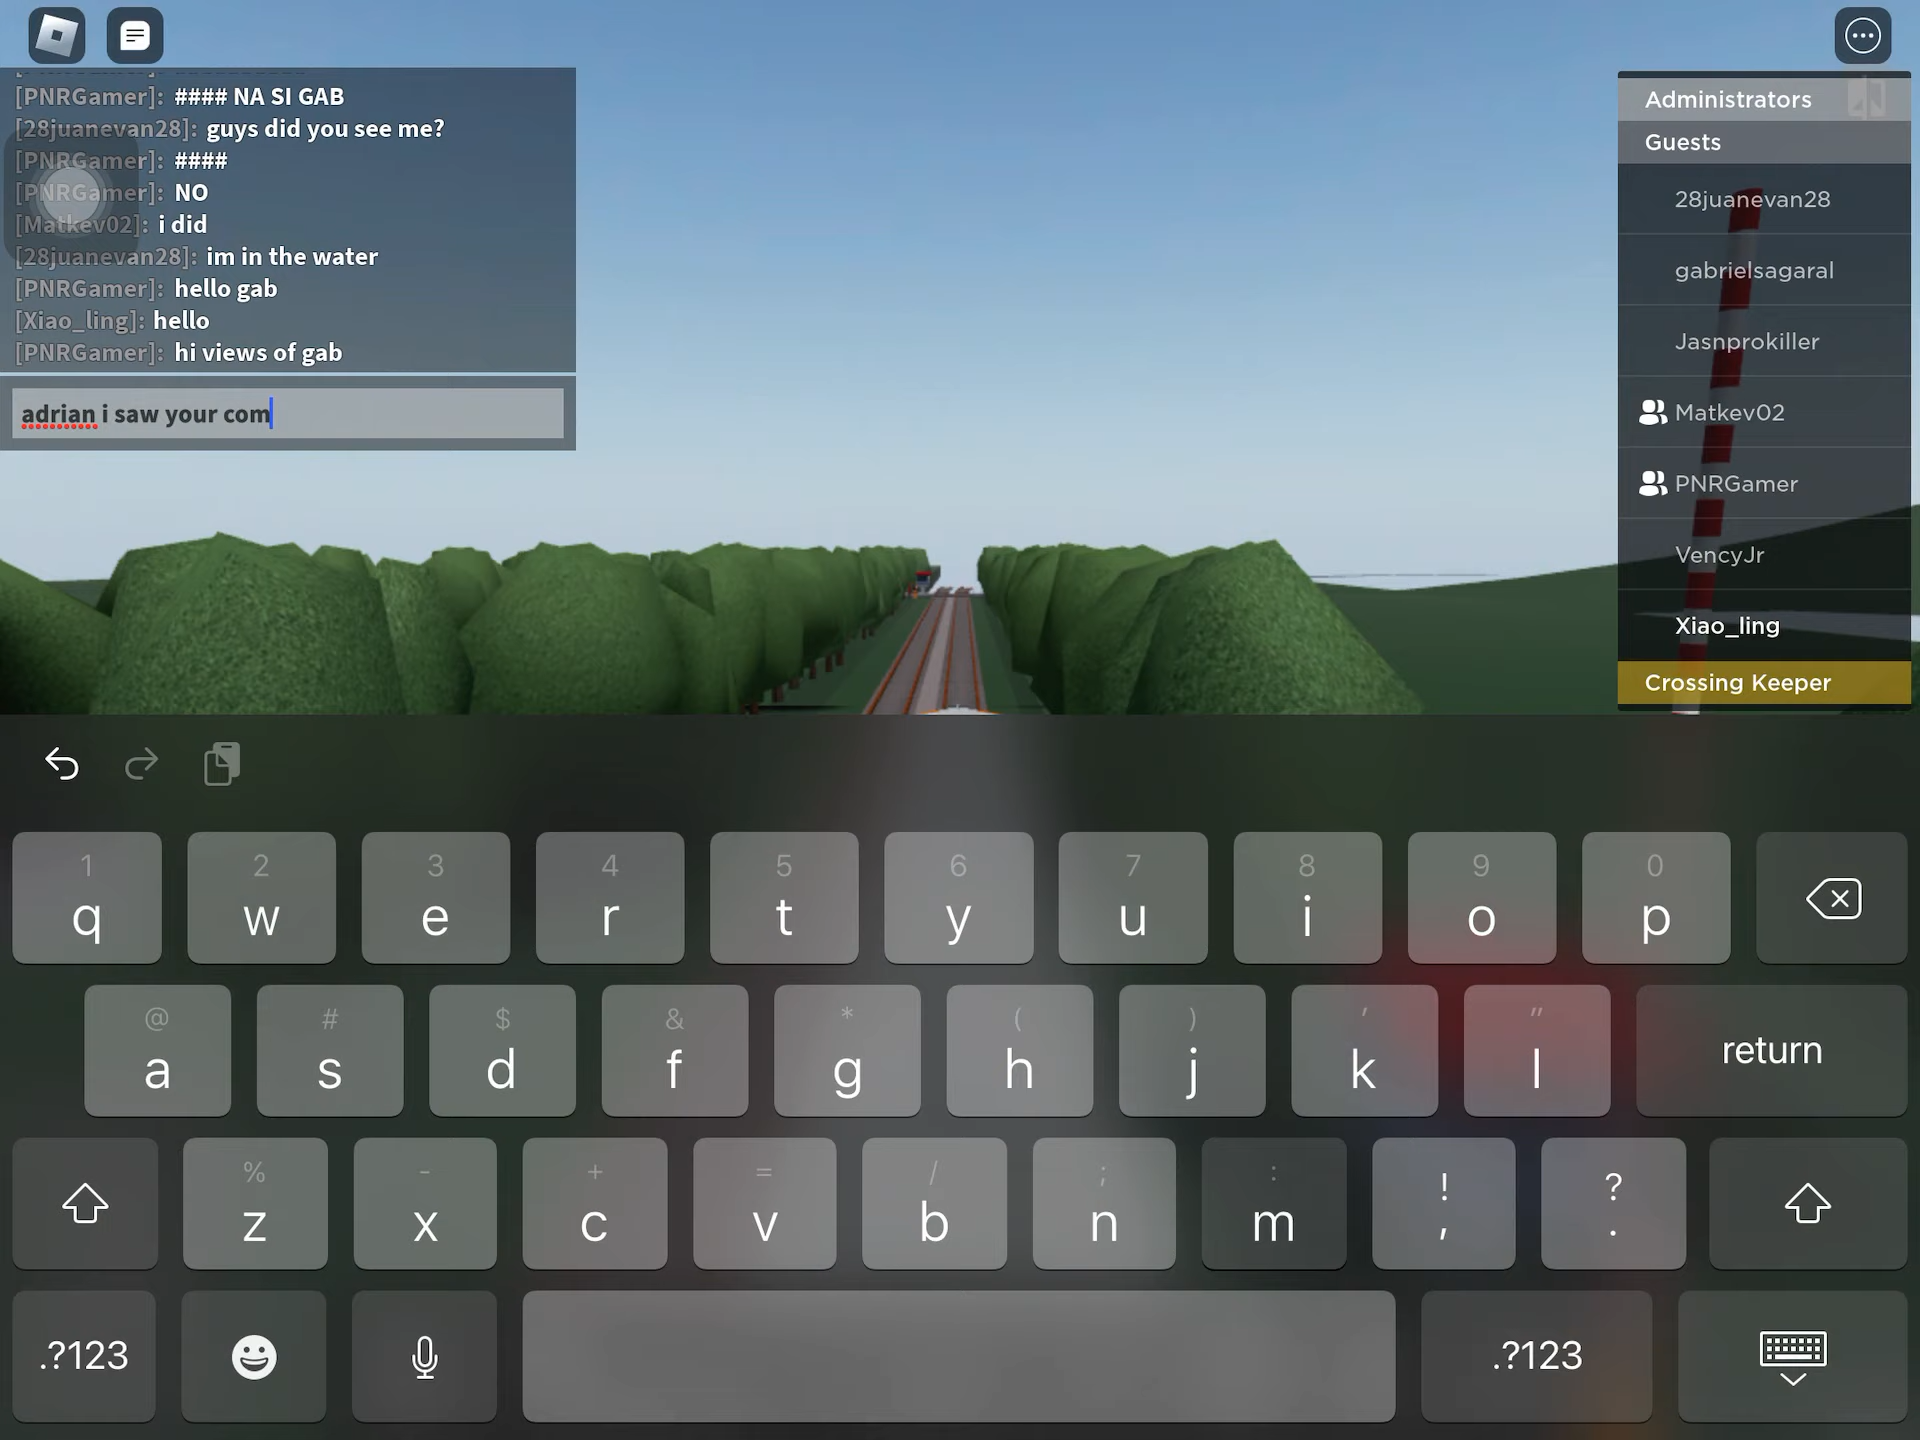 [PNRGamer]: #### NA SI GAB
[28juanevan28]: guys did you see me?
[PNRGamer]: ####
[PNRGamer]: NO
[Matkev02]: i did
[28juanevan28]: im in the water
[PNRGamer]: hello gab
[Xiao_ling]: hello
[PNRGamer]: hi views of gab
adrian i saw your com
Administrators
Guests
28juanevan28
gabrielsagaral
Jasnprokiller
Matkev02
PNRGamer
VencyJr
Xiao_ling
Crossing Keeper
1 2 3 4 5 6 7 8 9 0
q w e r t y u i o p
@ # $ & * ( ) ' "
a s d f g h j k l return
% - + = / ; : ! ?
z x c v b n m , .
.?123 .?123